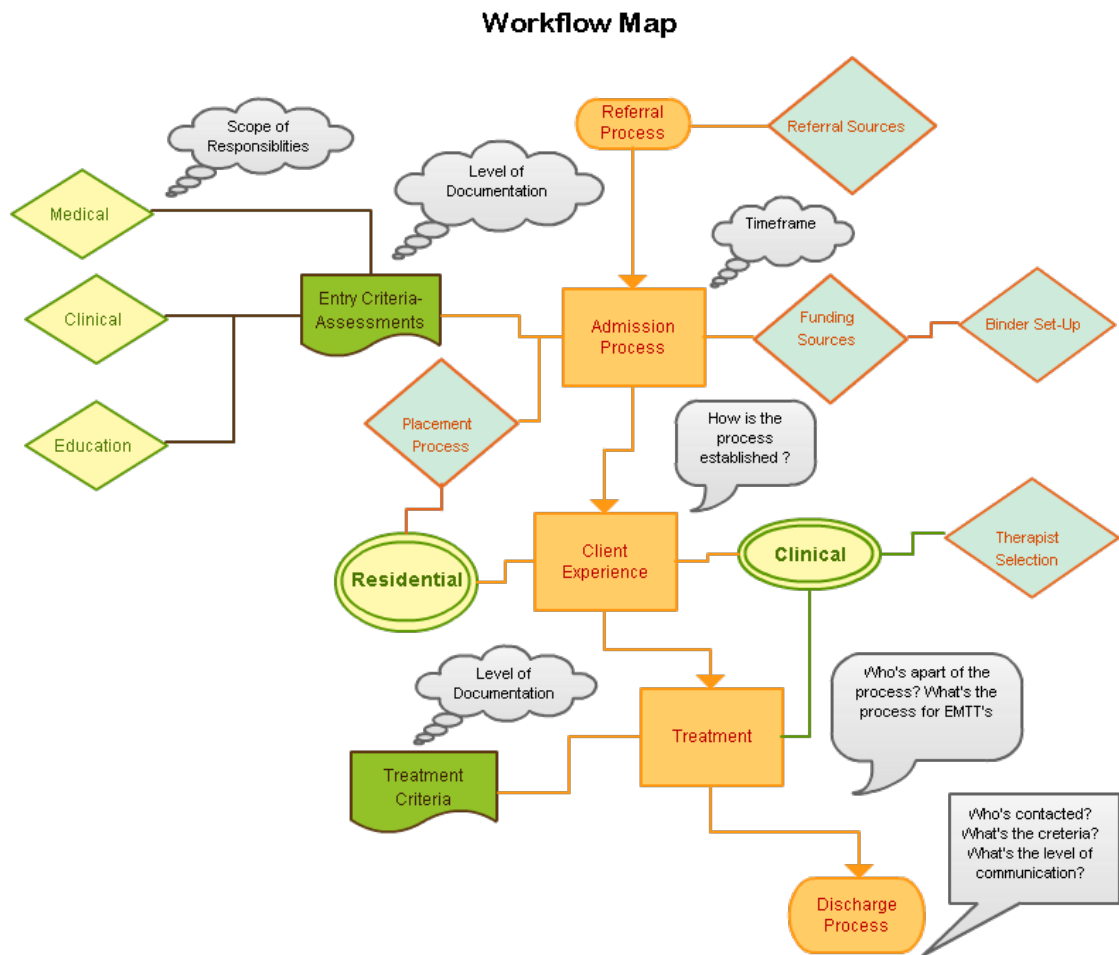 Workflow Map
Referral
Process
Referral Sources
Scope of
Responsiblities
Level of
Documentation
Medical
Timeframe
Entry Criteria-
Assessments
Clinical
Admission
Process
Funding
Sources
Binder Set-Up
Placement
Process
Education
How is the
process
established ?
Residential
Client
Experience
Clinical
Therapist
Selection
Level of
Documentation
Who's apart of the
process? What's the
process for EMTT's
Treatment
Treatment
Criteria
Who's contacted?
What's the creteria?
What's the level of
communication?
Discharge
Process